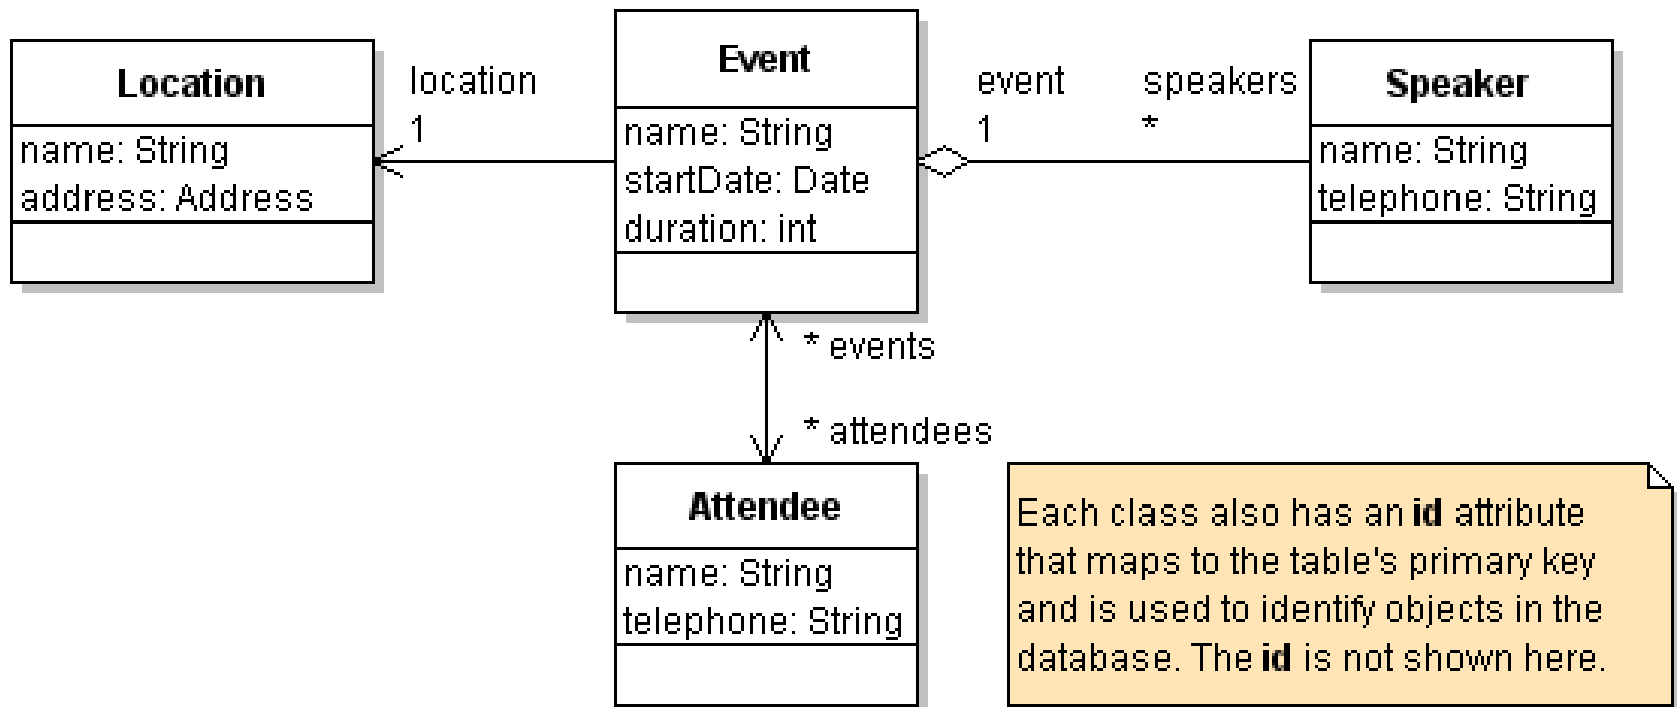 Location
name: String
address: Address
location
1
Event
name: String
startDate: Date
duration: int
event
1
speakers
*
Speaker
name: String
telephone: String
* events
* attendees
Attendee
name: String
telephone: String
Each class also has an id attribute
that maps to the table's primary key
and is used to identify objects in the
database. The id is not shown here.